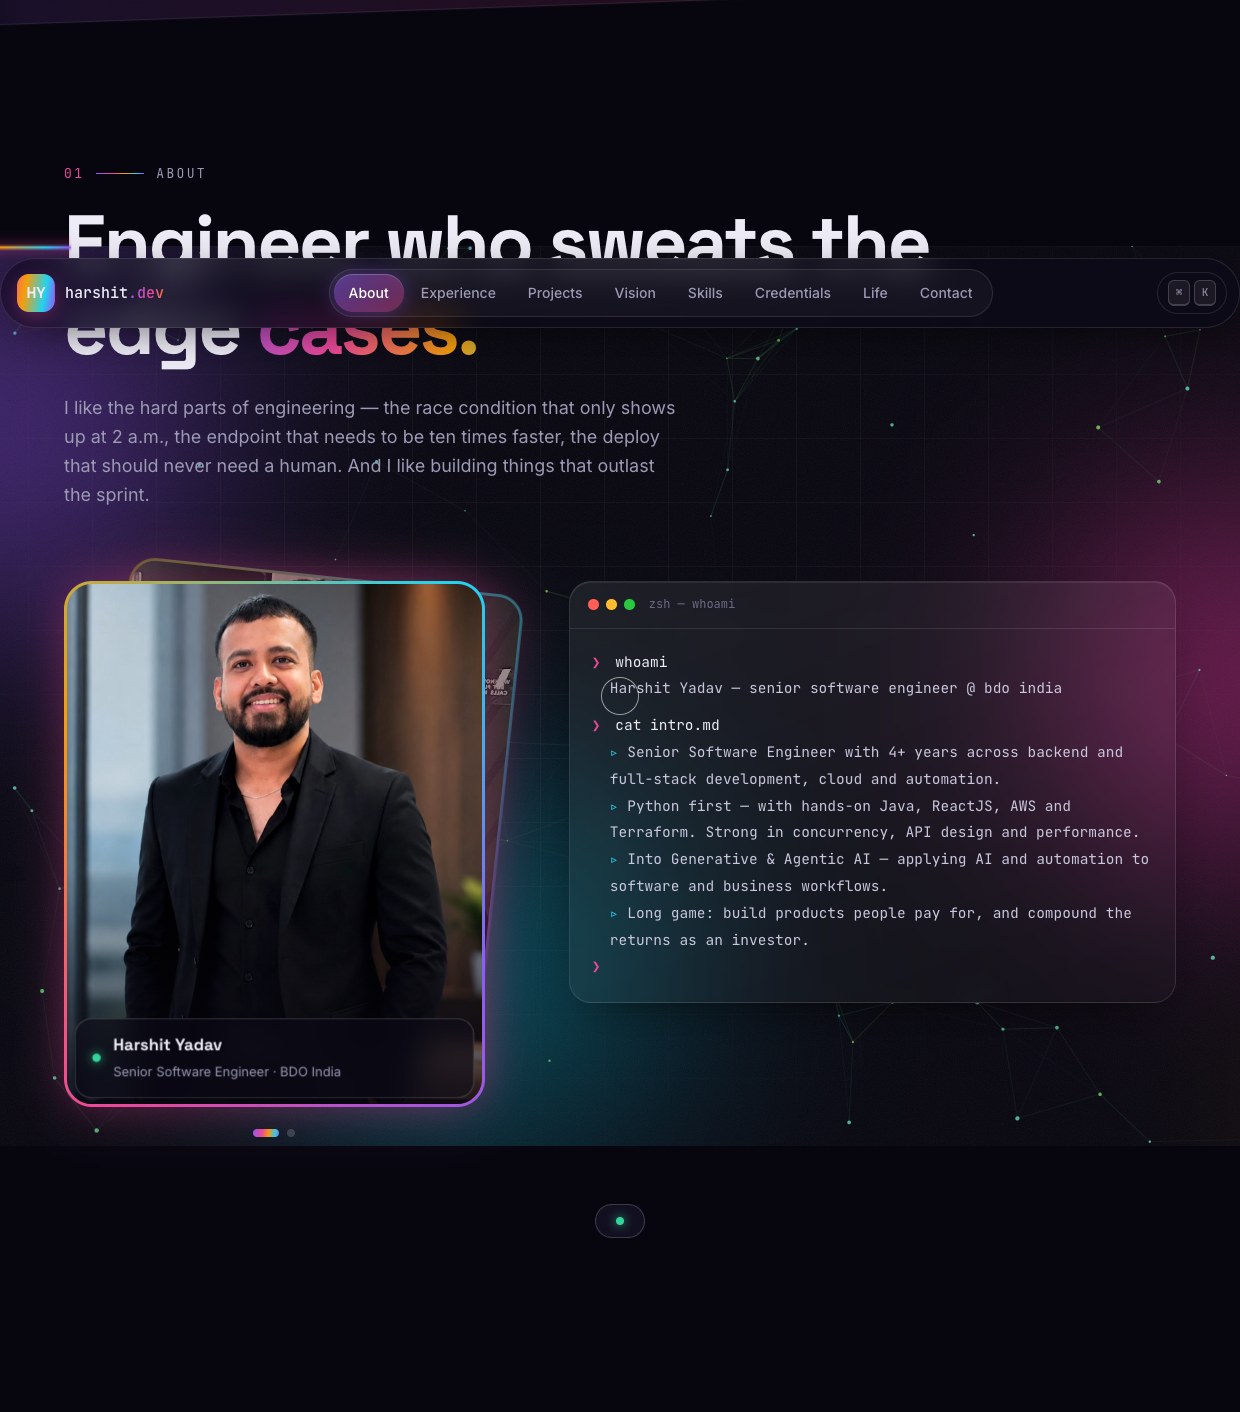 01 ABOUT
Engineer who sweats the
HY harshit.dev About Experience Projects Vision Skills Credentials Life Contact ⌘ K
edge cases.
I like the hard parts of engineering — the race condition that only shows
up at 2 a.m., the endpoint that needs to be ten times faster, the deploy
that should never need a human. And I like building things that outlast
the sprint.
zsh — whoami
❯ whoami
Harshit Yadav — senior software engineer @ bdo india
❯ cat intro.md
▹ Senior Software Engineer with 4+ years across backend and
full-stack development, cloud and automation.
▹ Python first — with hands-on Java, ReactJS, AWS and
Terraform. Strong in concurrency, API design and performance.
▹ Into Generative & Agentic AI — applying AI and automation to
software and business workflows.
▹ Long game: build products people pay for, and compound the
returns as an investor.
❯
Harshit Yadav
Senior Software Engineer · BDO India